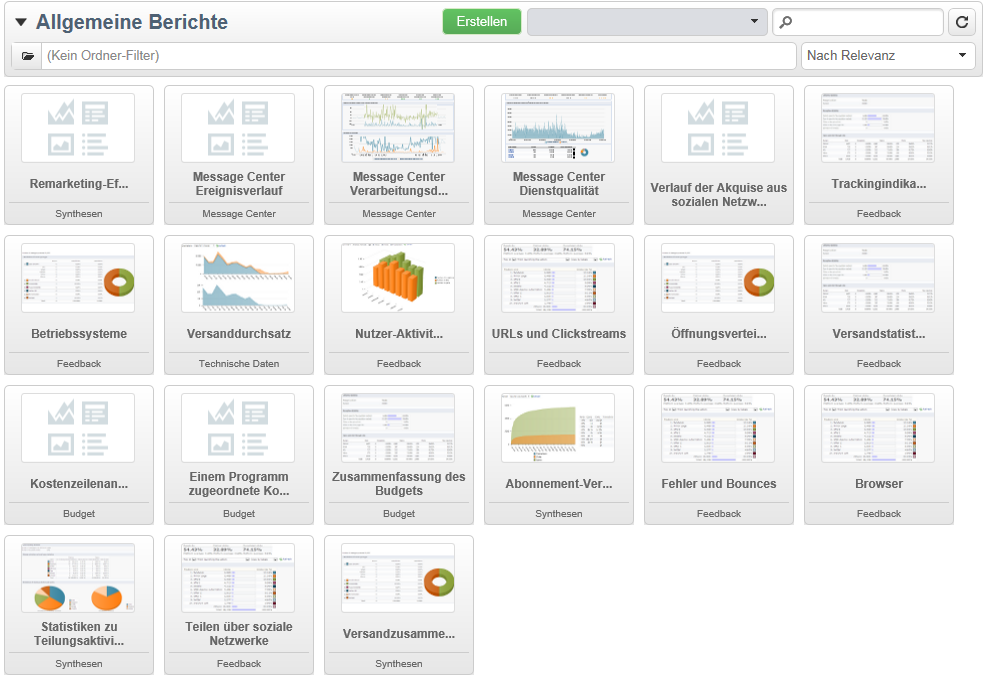 Allgemeine Berichte
Erstellen
(Kein Ordner-Filter)
Nach Relevanz
Remarketing-Ef...
Synthesen
Message Center
Ereignisverlauf
Message Center
Message Center
Verarbeitungsd...
Message Center
Message Center
Dienstqualität
Message Center
Verlauf der Akquise aus
sozialen Netzw...
Trackingindika...
Feedback
Betriebssysteme
Feedback
Versanddurchsatz
Technische Daten
Nutzer-Aktivit...
Feedback
URLs und Clickstreams
Feedback
Öffnungsvertei...
Feedback
Versandstatist...
Feedback
Kostenzeilenan...
Budget
Einem Programm
zugeordnete Ko...
Budget
Zusammenfassung des
Budgets
Budget
Abonnement-Ver...
Synthesen
Fehler und Bounces
Feedback
Browser
Feedback
Statistiken zu
Teilungsaktivi...
Synthesen
Teilen über soziale
Netzwerke
Feedback
Versandzusamme...
Synthesen